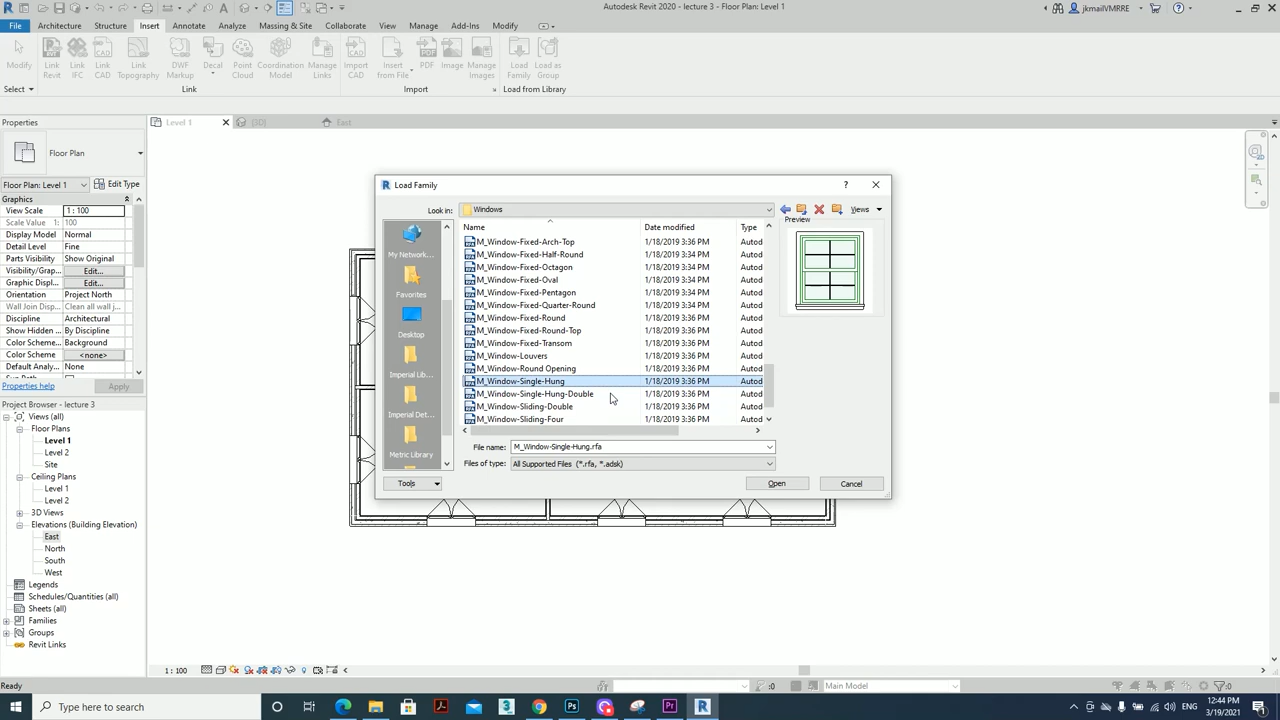 Autodesk Revit 2020 - lecture 3 - Floor Plan: Level 1
jkmailVMRRE
File
Architecture
Structure
Insert
Annotate
Analyze
Massing & Site
Collaborate
View
Manage
Add-Ins
Modify
Modify
Link Revit
Link IFC
Link CAD
Link Topography
DWF Markup
Decal
Point Cloud
Coordination Model
Manage Links
Import CAD
Insert from File
PDF
Image
Manage Images
Load Family
Load as Group
Select
Link
Import
Load from Library
Properties
Level 1
{3D}
East
Floor Plan
Floor Plan: Level 1
Edit Type
Graphics
View Scale
1 : 100
Scale Value 1:
100
Display Model
Normal
Detail Level
Fine
Parts Visibility
Show Original
Visibility/Grap...
Edit...
Graphic Displ...
Edit...
Orientation
Project North
Wall Join Disp...
Clean all wall j...
Discipline
Architectural
Show Hidden ...
By Discipline
Color Scheme...
Background
Color Scheme
<none>
Default Analy...
None
Properties help
Apply
Project Browser - lecture 3
Views (all)
Floor Plans
Level 1
Level 2
Site
Ceiling Plans
Level 1
Level 2
3D Views
Elevations (Building Elevation)
East
North
South
West
Legends
Schedules/Quantities (all)
Sheets (all)
Families
Groups
Revit Links
Load Family
Look in:
Windows
Views
My Network...
Favorites
Desktop
Imperial Lib...
Imperial Det...
Metric Library
Name
Date modified
Type
M_Window-Fixed-Arch-Top 1/18/2019 3:36 PM Autod
M_Window-Fixed-Half-Round 1/18/2019 3:34 PM Autod
M_Window-Fixed-Octagon 1/18/2019 3:34 PM Autod
M_Window-Fixed-Oval 1/18/2019 3:34 PM Autod
M_Window-Fixed-Pentagon 1/18/2019 3:36 PM Autod
M_Window-Fixed-Quarter-Round 1/18/2019 3:34 PM Autod
M_Window-Fixed-Round 1/18/2019 3:36 PM Autod
M_Window-Fixed-Round-Top 1/18/2019 3:34 PM Autod
M_Window-Fixed-Transom 1/18/2019 3:34 PM Autod
M_Window-Louvers 1/18/2019 3:36 PM Autod
M_Window-Round Opening 1/18/2019 3:36 PM Autod
M_Window-Single-Hung 1/18/2019 3:36 PM Autod
M_Window-Single-Hung-Double 1/18/2019 3:36 PM Autod
M_Window-Sliding-Double 1/18/2019 3:36 PM Autod
M_Window-Sliding-Four 1/18/2019 3:36 PM Autod
Preview
File name:
M_Window-Single-Hung.rfa
Files of type:
All Supported Files (*.rfa, *.adsk)
Tools
Open
Cancel
1 : 100
Ready
:0
Main Model
:0
Type here to search
ENG
12:44 PM
3/19/2021